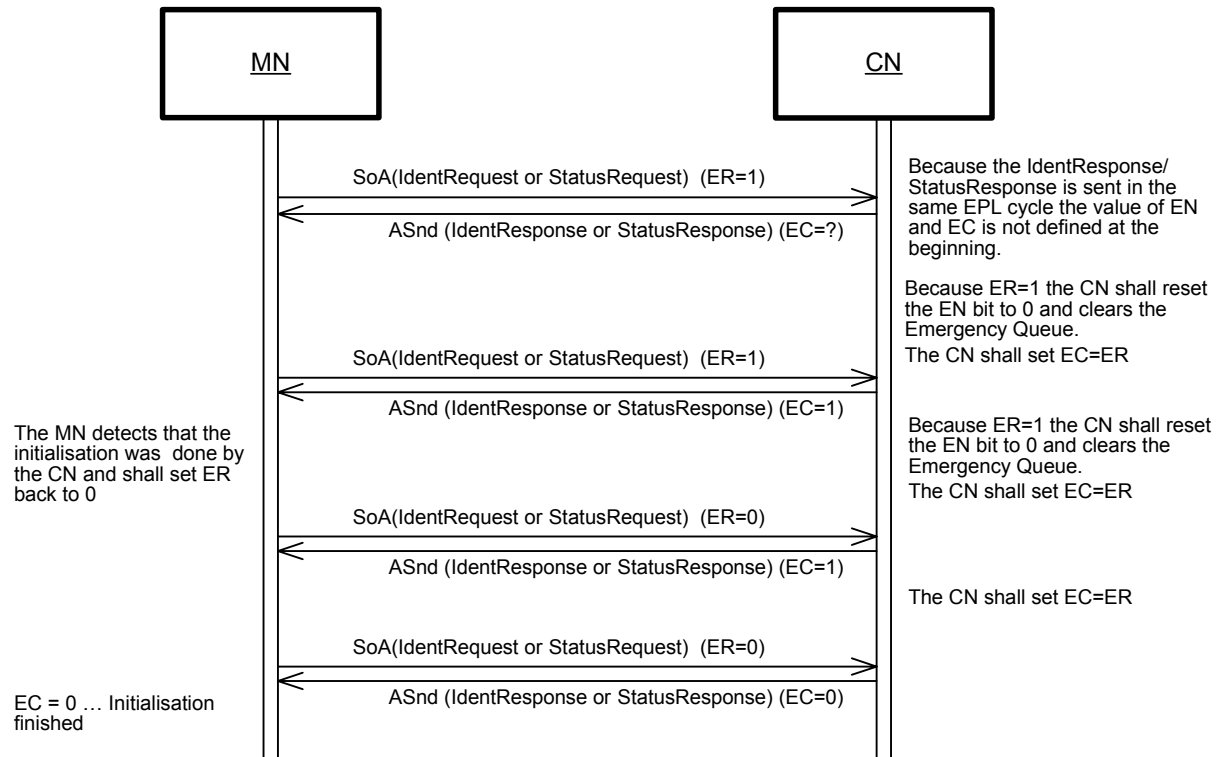 MN
CN
SoA(IdentRequest or StatusRequest) (ER=1)
ASnd (IdentResponse or StatusResponse) (EC=?)
Because the IdentResponse/
StatusResponse is sent in the
same EPL cycle the value of EN
and EC is not defined at the
beginning.
Because ER=1 the CN shall reset
the EN bit to 0 and clears the
Emergency Queue.
The CN shall set EC=ER
SoA(IdentRequest or StatusRequest) (ER=1)
ASnd (IdentResponse or StatusResponse) (EC=1)
The MN detects that the
initialisation was done by
the CN and shall set ER
back to 0
Because ER=1 the CN shall reset
the EN bit to 0 and clears the
Emergency Queue.
The CN shall set EC=ER
SoA(IdentRequest or StatusRequest) (ER=0)
ASnd (IdentResponse or StatusResponse) (EC=1)
The CN shall set EC=ER
SoA(IdentRequest or StatusRequest) (ER=0)
ASnd (IdentResponse or StatusResponse) (EC=0)
EC = 0 … Initialisation
finished